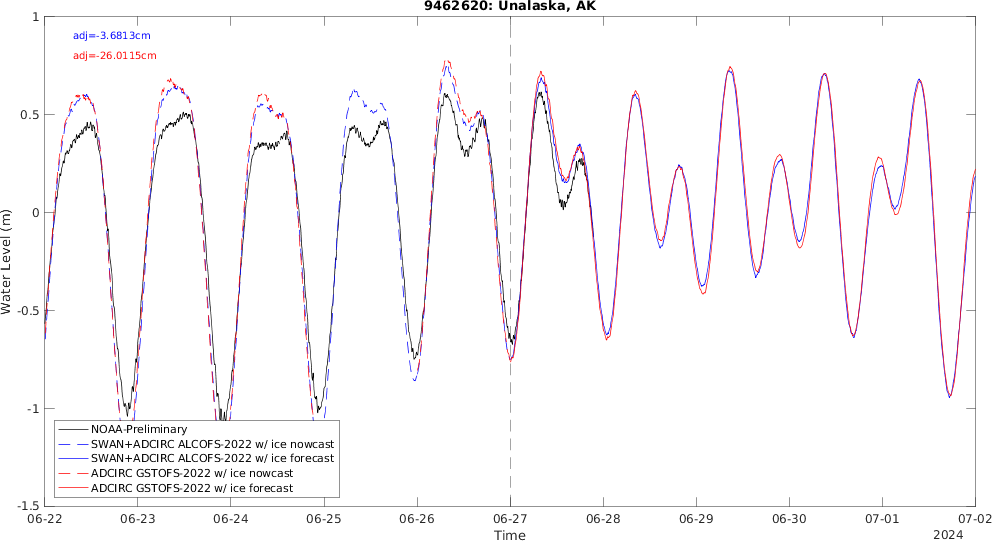 9462620: Unalaska, AK
adj=-3.6813cm
adj=-26.0115cm
Water Level (m)
1
0.5
0
-0.5
-1
-1.5
NOAA-Preliminary
SWAN+ADCIRC ALCOFS-2022 w/ ice nowcast
SWAN+ADCIRC ALCOFS-2022 w/ ice forecast
ADCIRC GSTOFS-2022 w/ ice nowcast
ADCIRC GSTOFS-2022 w/ ice forecast
06-22 06-23 06-24 06-25 06-26 06-27 06-28 06-29 06-30 07-01 07-02
Time
2024